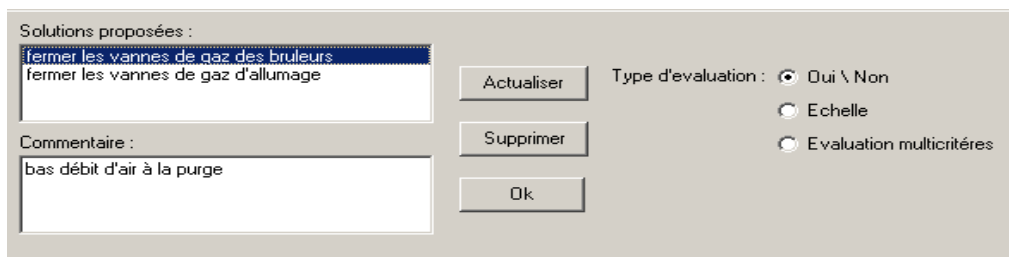 Solutions proposées :
fermer les vannes de gaz des bruleurs
fermer les vannes de gaz d'allumage
Commentaire :
bas débit d'air à la purge
Actualiser
Supprimer
Ok
Type d'evaluation :
Oui \ Non
Echelle
Evaluation multicritéres